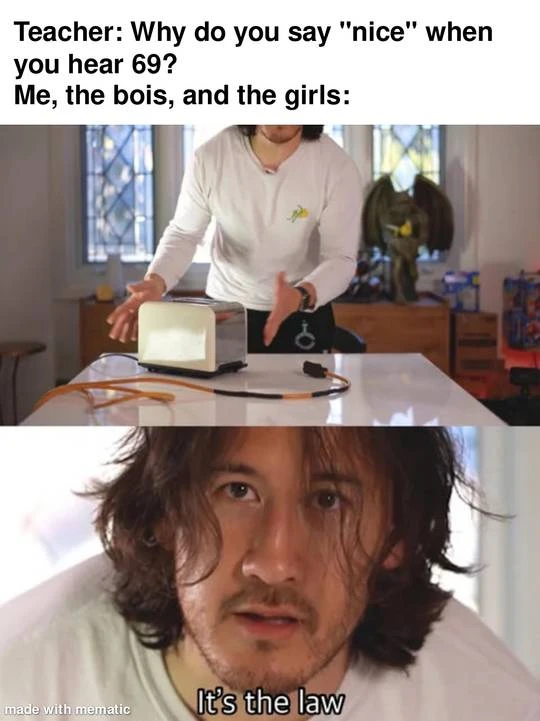 Teacher: Why do you say "nice" when
you hear 69?
Me, the bois, and the girls:
It's the law
made with mematic